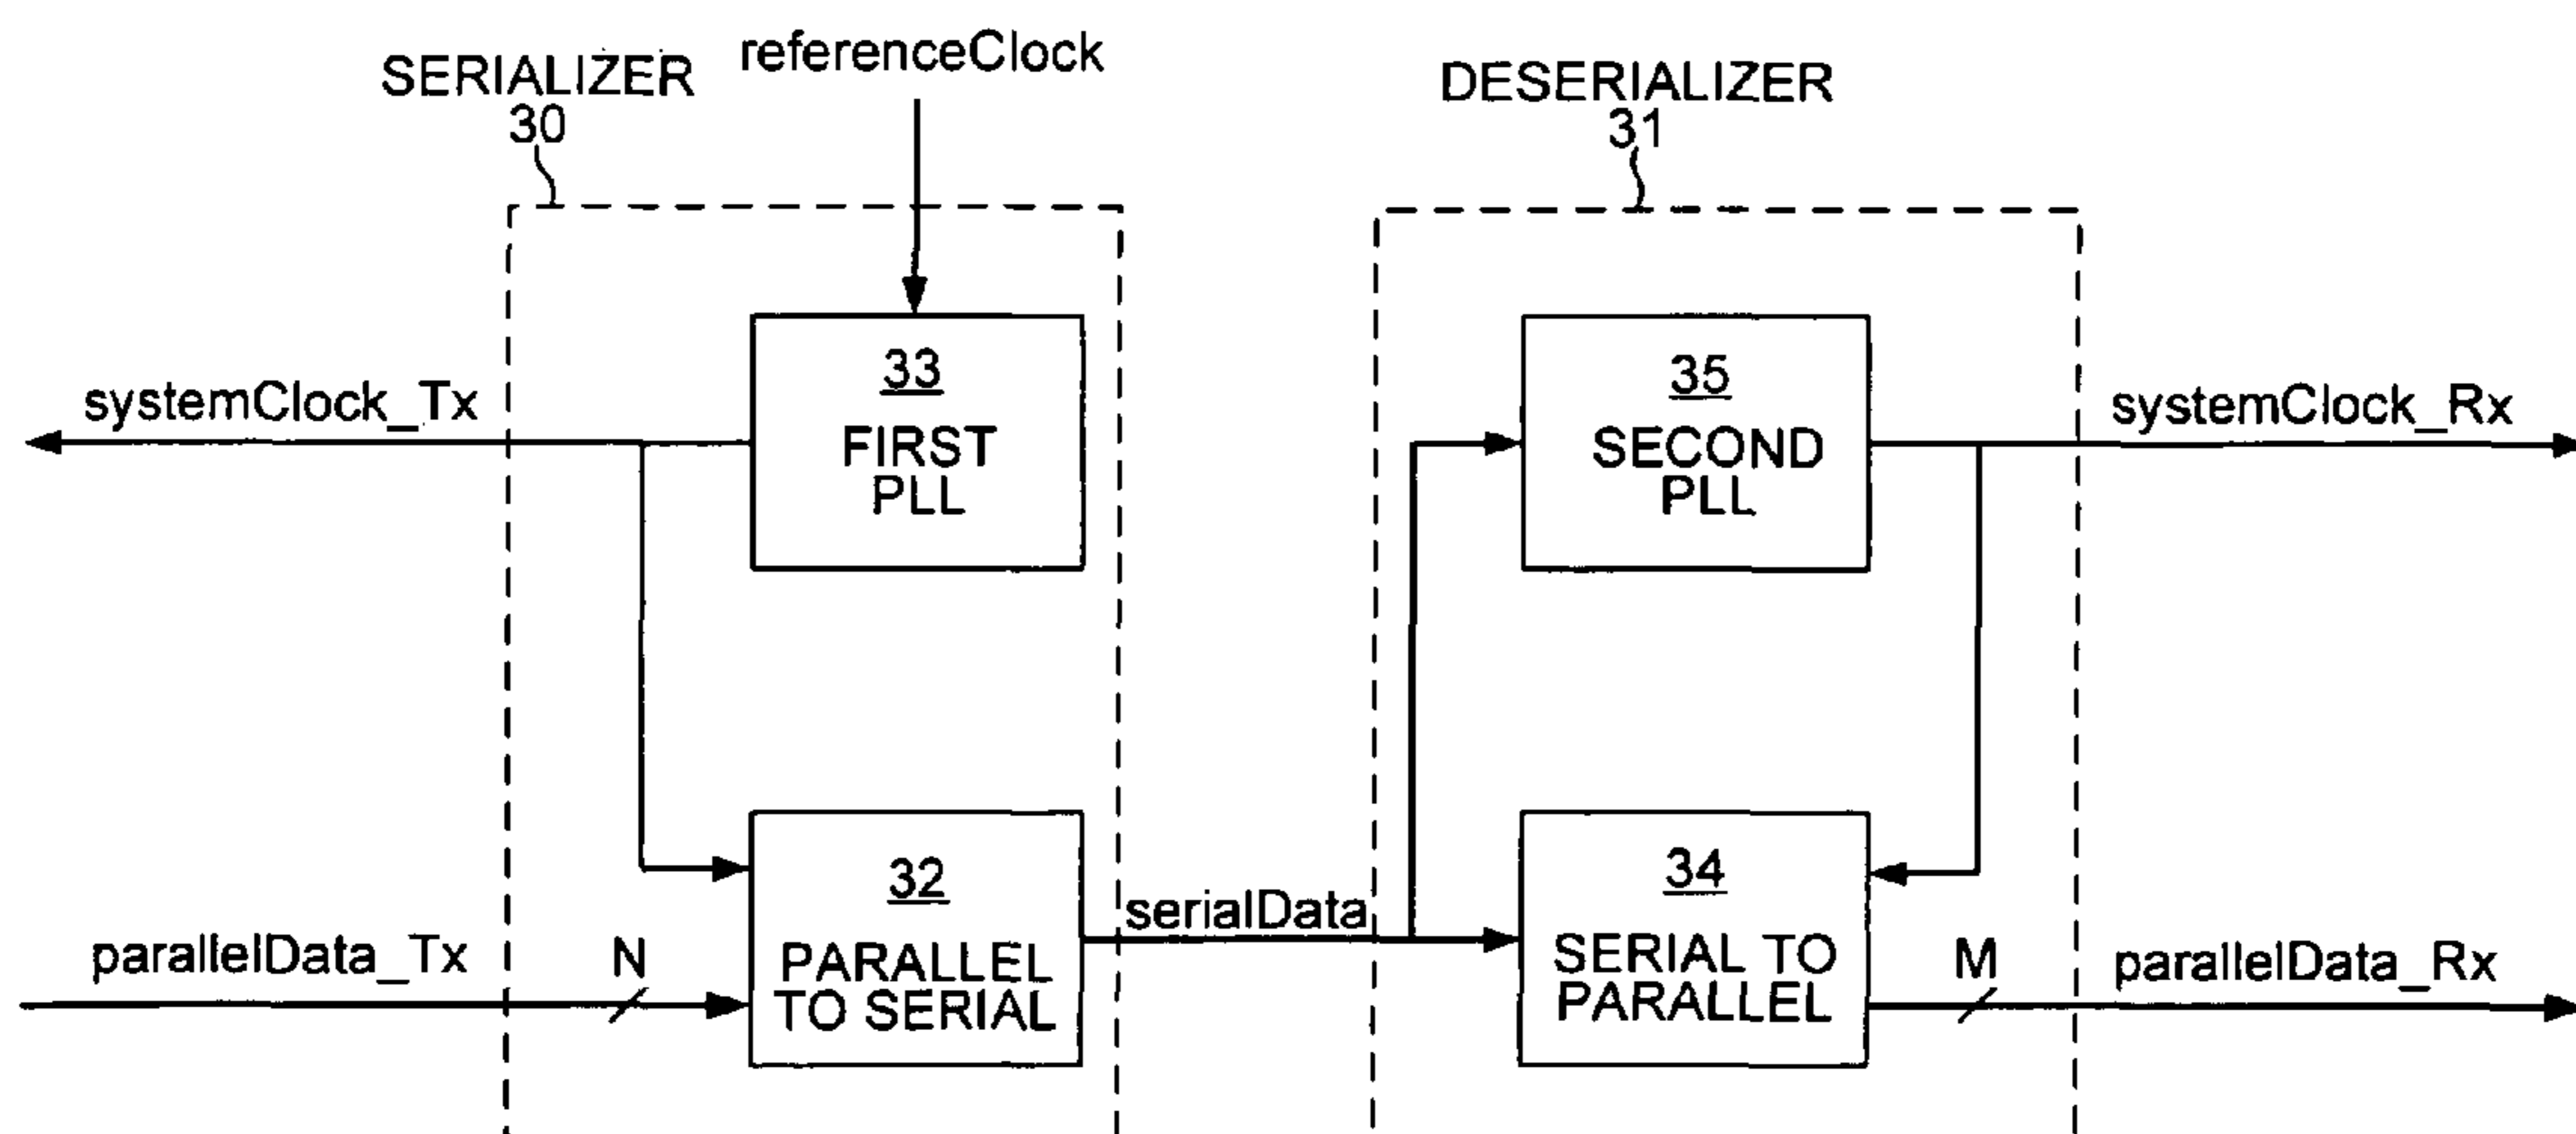 SERIALIZER
30
referenceClock
DESERIALIZER
31
systemClock_Tx
33
FIRST
PLL
35
SECOND
PLL
systemClock_Rx
parallelData_Tx
N
32
PARALLEL
TO SERIAL
serialData
34
SERIAL TO
PARALLEL
M
parallelData_Rx